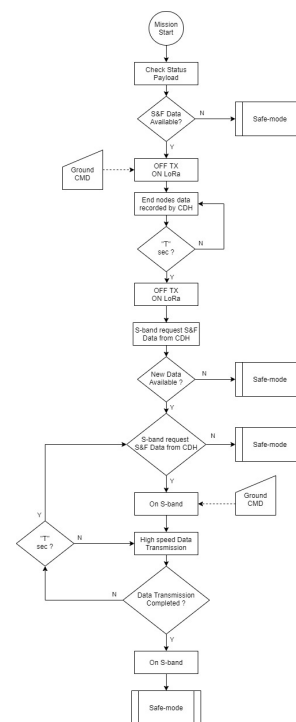 Mission
Start
Check Status
Payload
S&F Data
Available?
N
Safe-mode
Y
Ground
CMD
OFF TX
ON LoRa
End nodes data
recorded by CDH
"T"
sec ?
N
Y
OFF TX
ON LoRa
S-band request S&F
Data from CDH
New Data
Available ?
N
Safe-mode
Y
S-band request
S&F Data from CDH
N
Safe-mode
Y
On S-band
Ground
CMD
Y
"T"
sec ?
N
High speed Data
Transmission
Data Transmission
Completed ?
N
Y
On S-band
Safe-mode